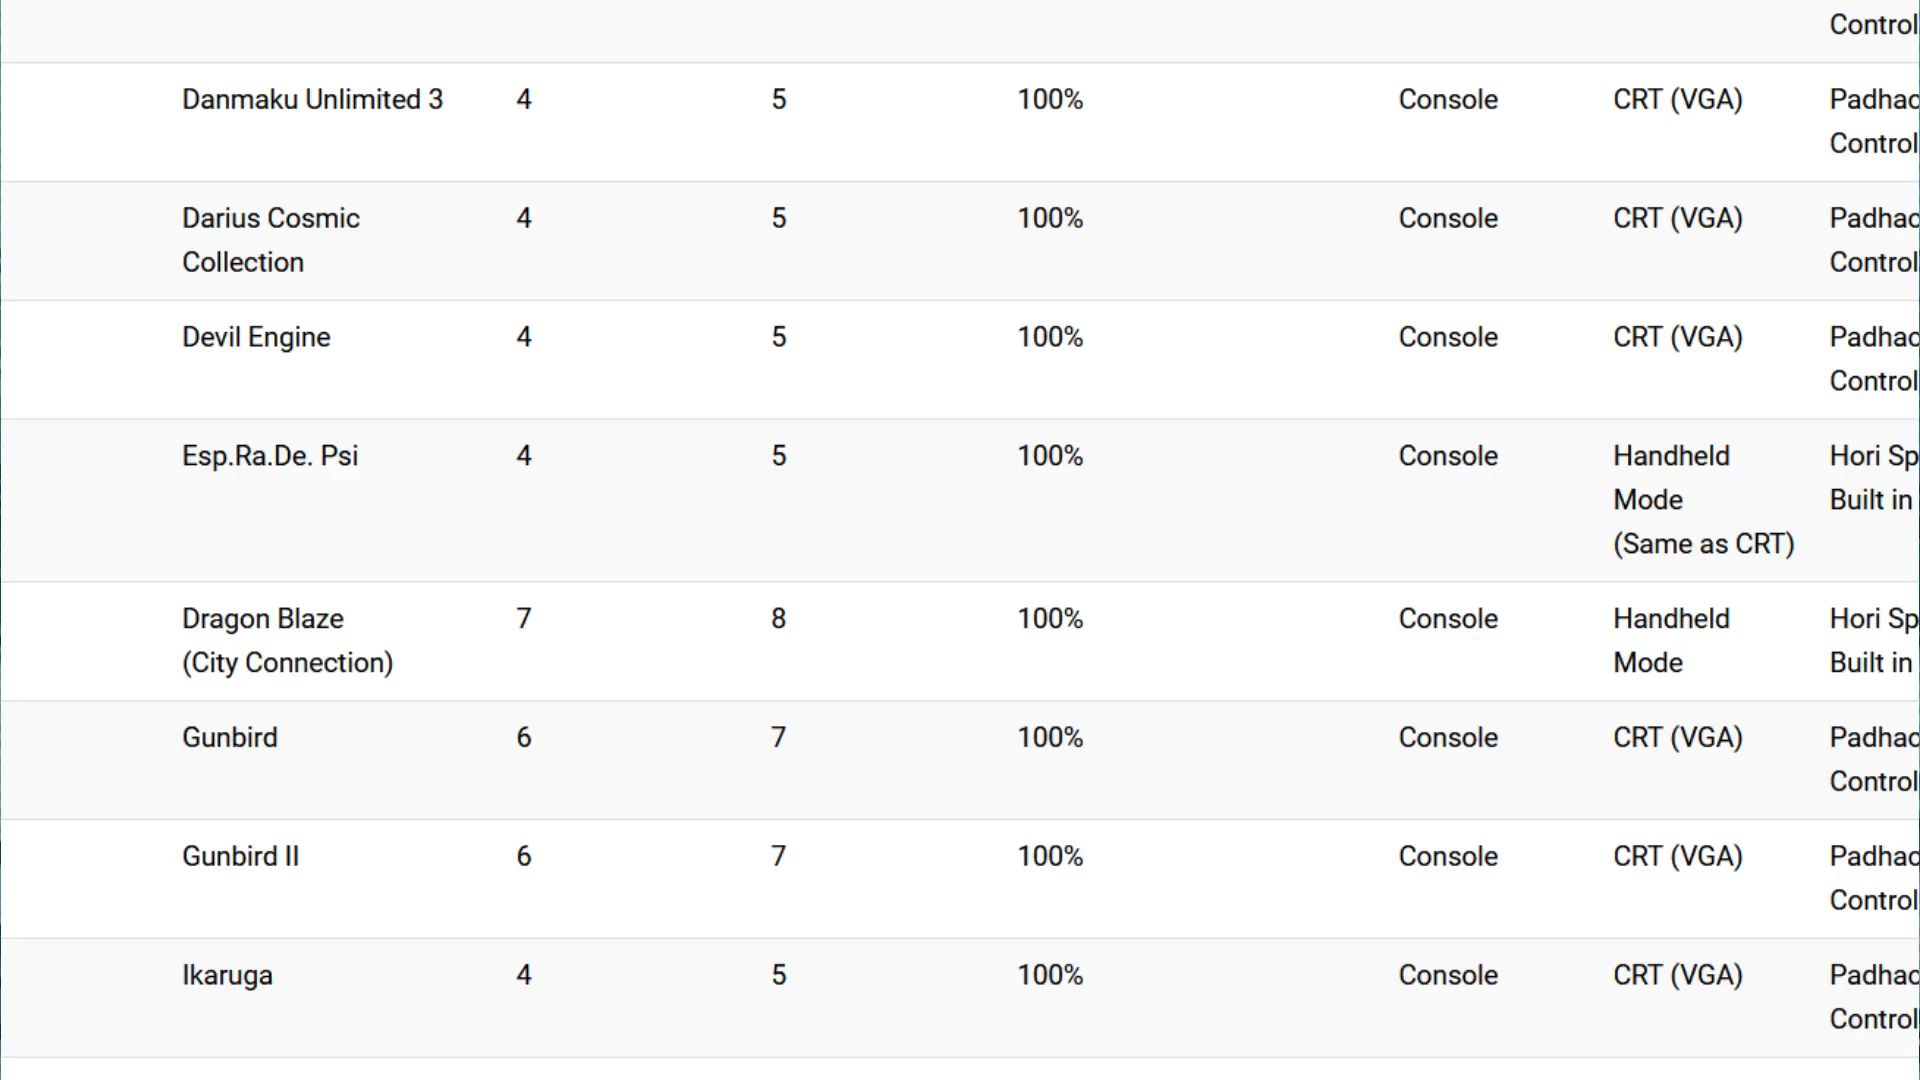 Control
Danmaku Unlimited 3 4 5 100% Console CRT (VGA) Padhac
Control
Darius Cosmic 4 5 100% Console CRT (VGA) Padhac
Collection Control
Devil Engine 4 5 100% Console CRT (VGA) Padhac
Control
Esp.Ra.De. Psi 4 5 100% Console Handheld Hori Sp
Mode Built in
(Same as CRT)
Dragon Blaze 7 8 100% Console Handheld Hori Sp
(City Connection) Mode Built in
Gunbird 6 7 100% Console CRT (VGA) Padhac
Control
Gunbird II 6 7 100% Console CRT (VGA) Padhac
Control
Ikaruga 4 5 100% Console CRT (VGA) Padhac
Control